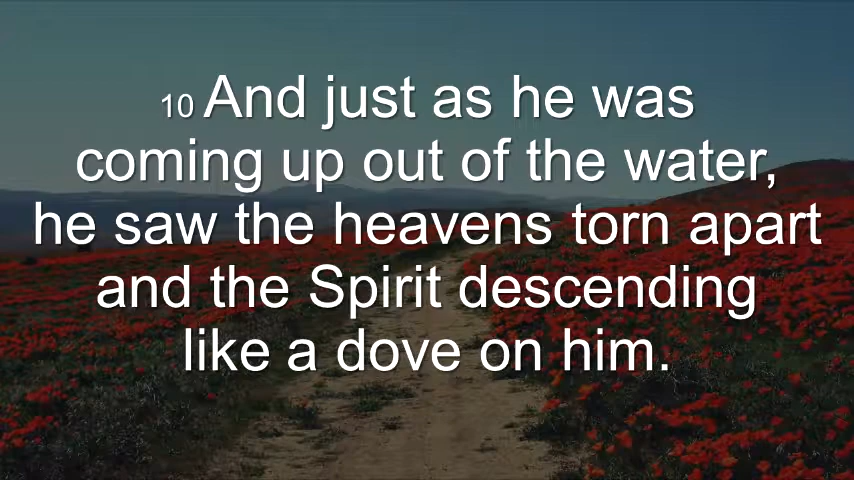 10 And just as he was
coming up out of the water,
he saw the heavens torn apart
and the Spirit descending
like a dove on him.